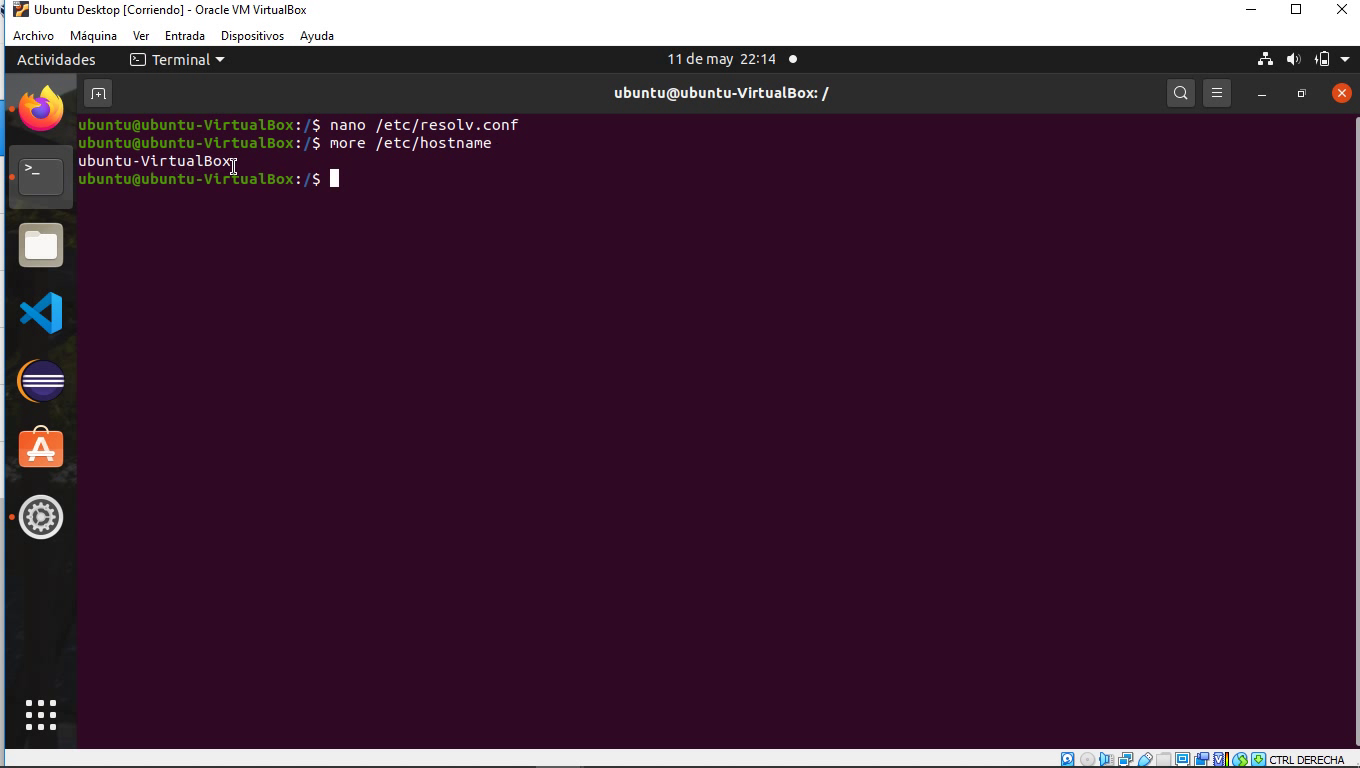 Ubuntu Desktop [Corriendo] - Oracle VM VirtualBox
Archivo Máquina Ver Entrada Dispositivos Ayuda
Actividades Terminal 11 de may 22:14
ubuntu@ubuntu-VirtualBox: /
ubuntu@ubuntu-VirtualBox:/$ nano /etc/resolv.conf
ubuntu@ubuntu-VirtualBox:/$ more /etc/hostname
ubuntu-VirtualBox
ubuntu@ubuntu-VirtualBox:/$
CTRL DERECHA